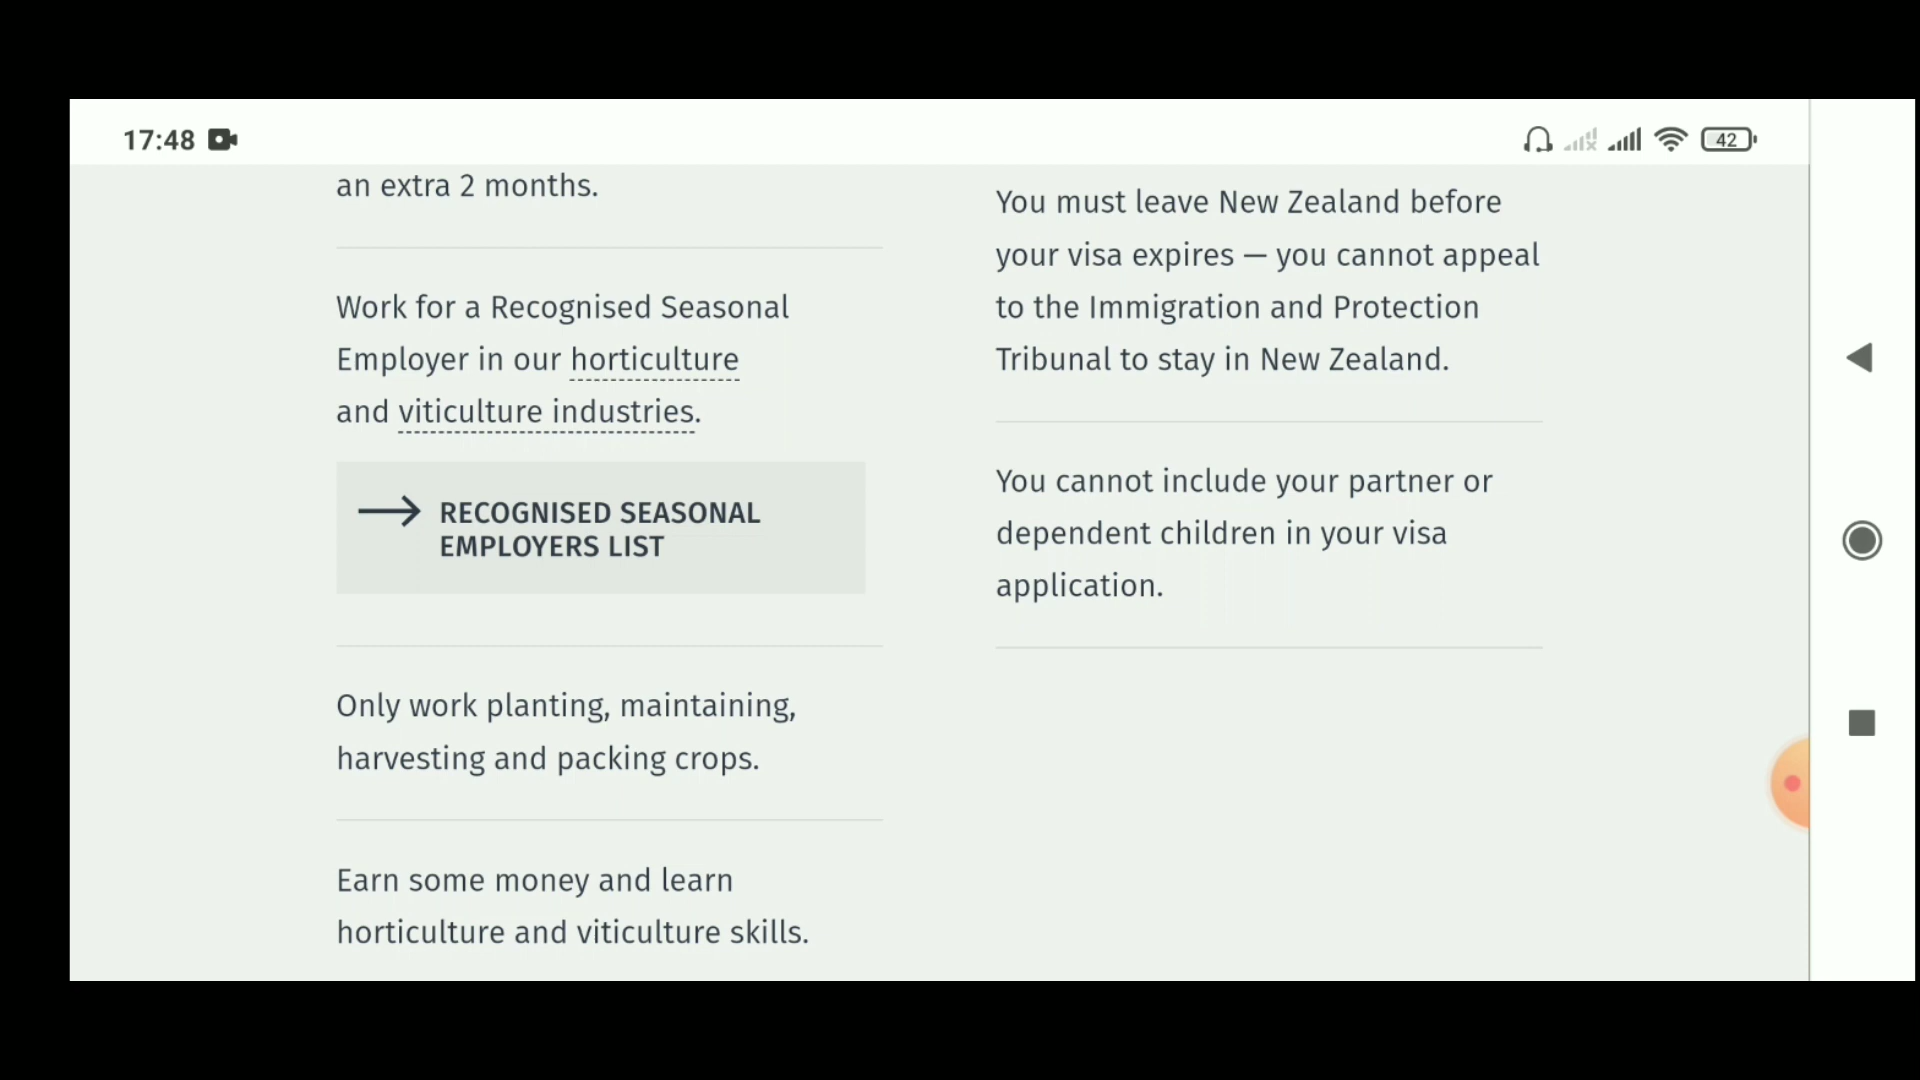 17:48
42
an extra 2 months.
Work for a Recognised Seasonal
Employer in our horticulture
and viticulture industries.
RECOGNISED SEASONAL
EMPLOYERS LIST
Only work planting, maintaining,
harvesting and packing crops.
Earn some money and learn
horticulture and viticulture skills.
You must leave New Zealand before
your visa expires — you cannot appeal
to the Immigration and Protection
Tribunal to stay in New Zealand.
You cannot include your partner or
dependent children in your visa
application.